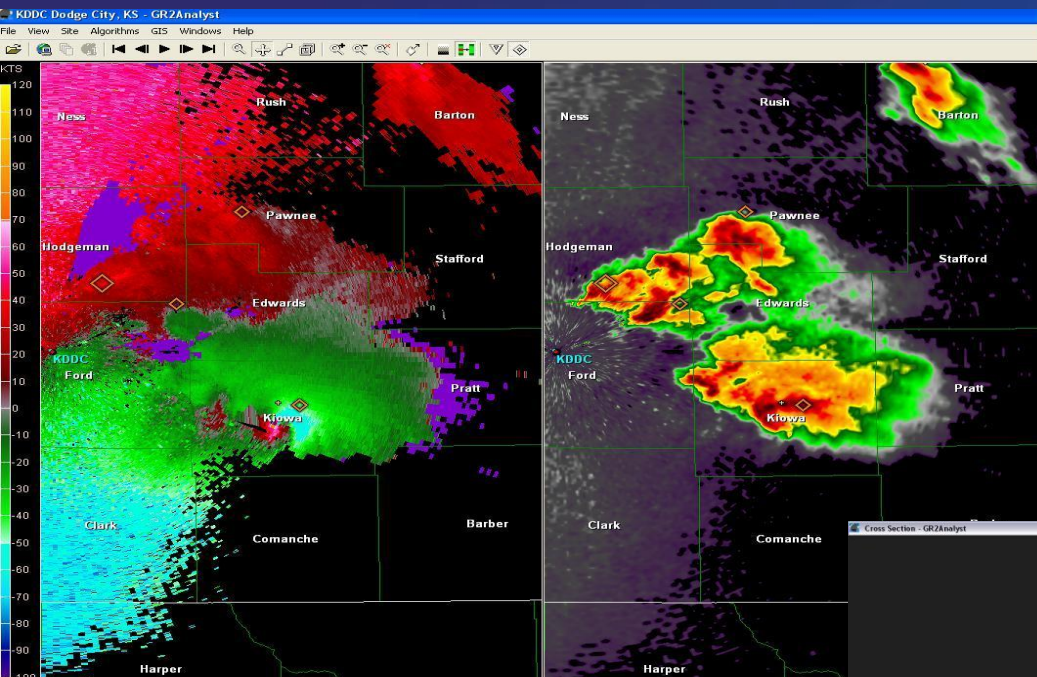 KDDC Dodge City, KS - GR2Analyst
File View Site Algorithms GIS Windows Help
KTS
120
110
100
90
80
70
60
50
40
30
20
10
0
-10
-20
-30
-40
-50
-60
-70
-80
-90
-100
Rush
Ness
Barton
Pawnee
Hodgeman
Stafford
Edwards
KDDC
Ford
Pratt
Kiowa
Clark
Barber
Comanche
Harper
Rush
Ness
Barton
Pawnee
Hodgeman
Stafford
Edwards
KDDC
Ford
Pratt
Kiowa
Clark
Comanche
Harper
Cross Section - GR2Analyst